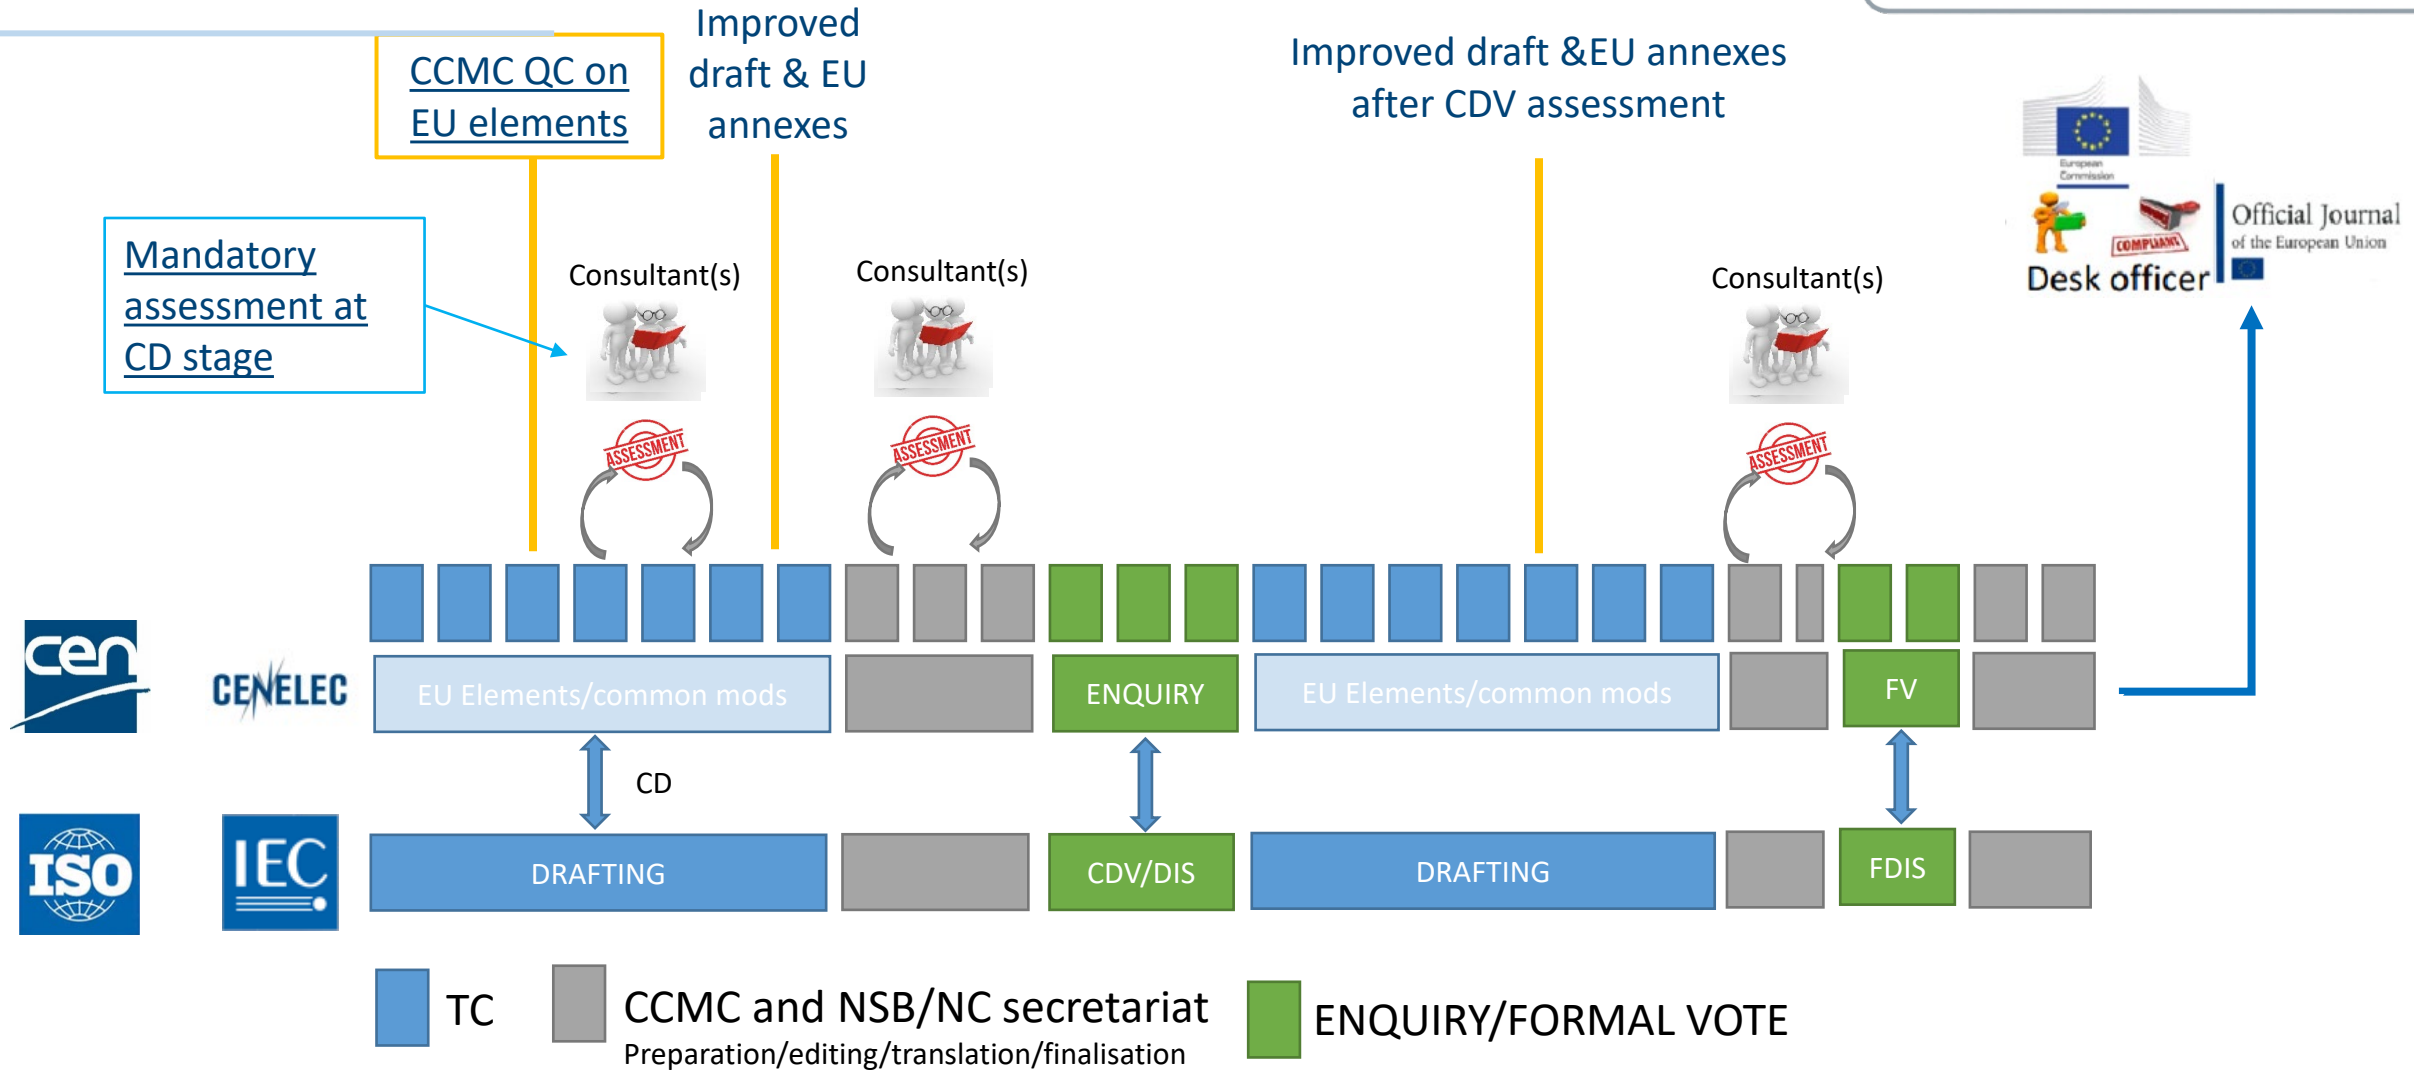 CCMC QC on
EU elements
Improved
draft & EU
annexes
Improved draft &EU annexes
after CDV assessment
European
Commission
COMPLIANT
Official Journal
of the European Union
Desk officer
Mandatory
assessment at
CD stage
Consultant(s)
Consultant(s)
Consultant(s)
ASSESSMENT
ASSESSMENT
ASSESSMENT
cen
CENELEC
EU Elements/common mods
ENQUIRY
EU Elements/common mods
FV
CD
ISO
IEC
DRAFTING
CDV/DIS
DRAFTING
FDIS
TC
CCMC and NSB/NC secretariat
Preparation/editing/translation/finalisation
ENQUIRY/FORMAL VOTE